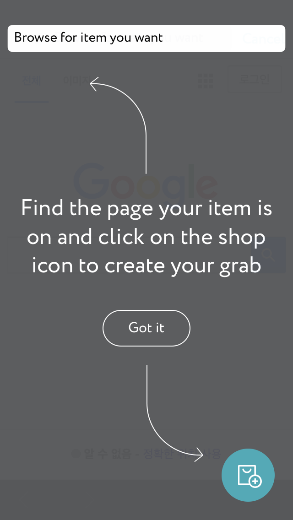 Browse for item you want
Google
Find the page your item is
on and click on the shop
icon to create your grab
Got it